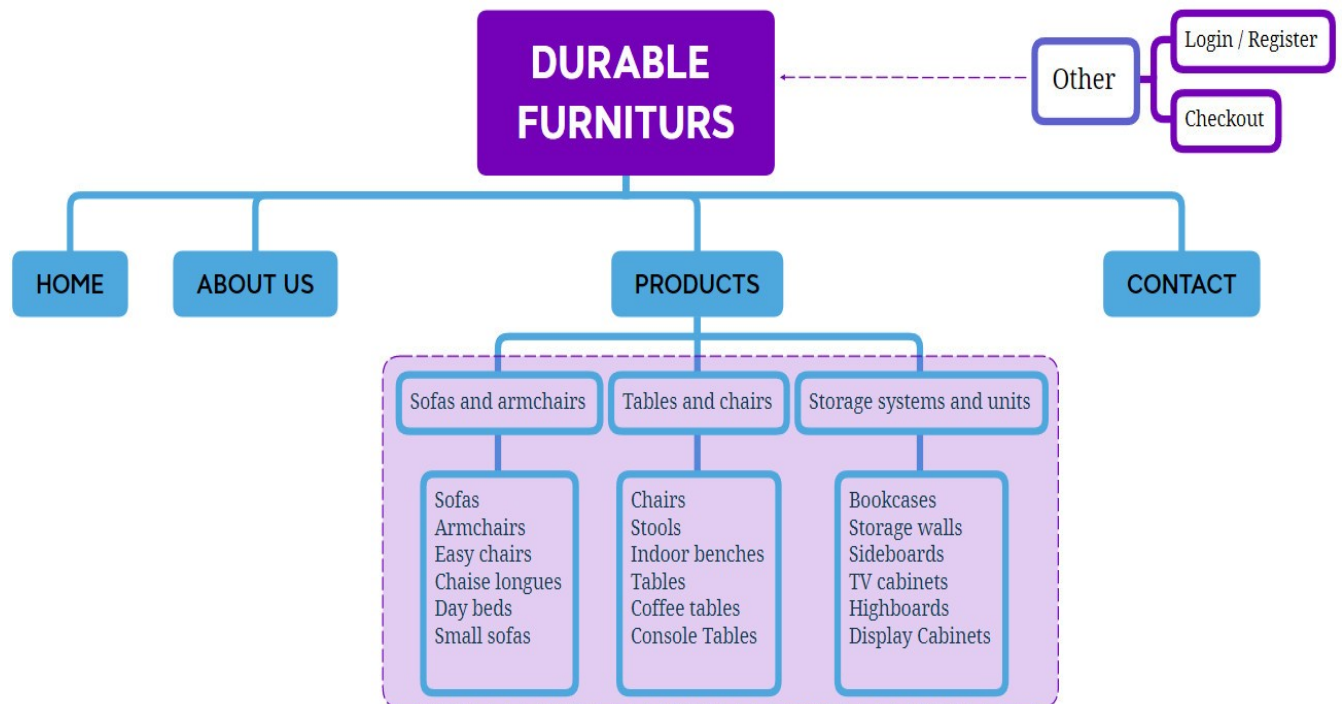 DURABLE
FURNITURS
Other
Login / Register
Checkout
HOME
ABOUT US
PRODUCTS
CONTACT
Sofas and armchairs
Tables and chairs
Storage systems and units
Sofas
Armchairs
Easy chairs
Chaise longues
Day beds
Small sofas
Chairs
Stools
Indoor benches
Tables
Coffee tables
Console Tables
Bookcases
Storage walls
Sideboards
TV cabinets
Highboards
Display Cabinets